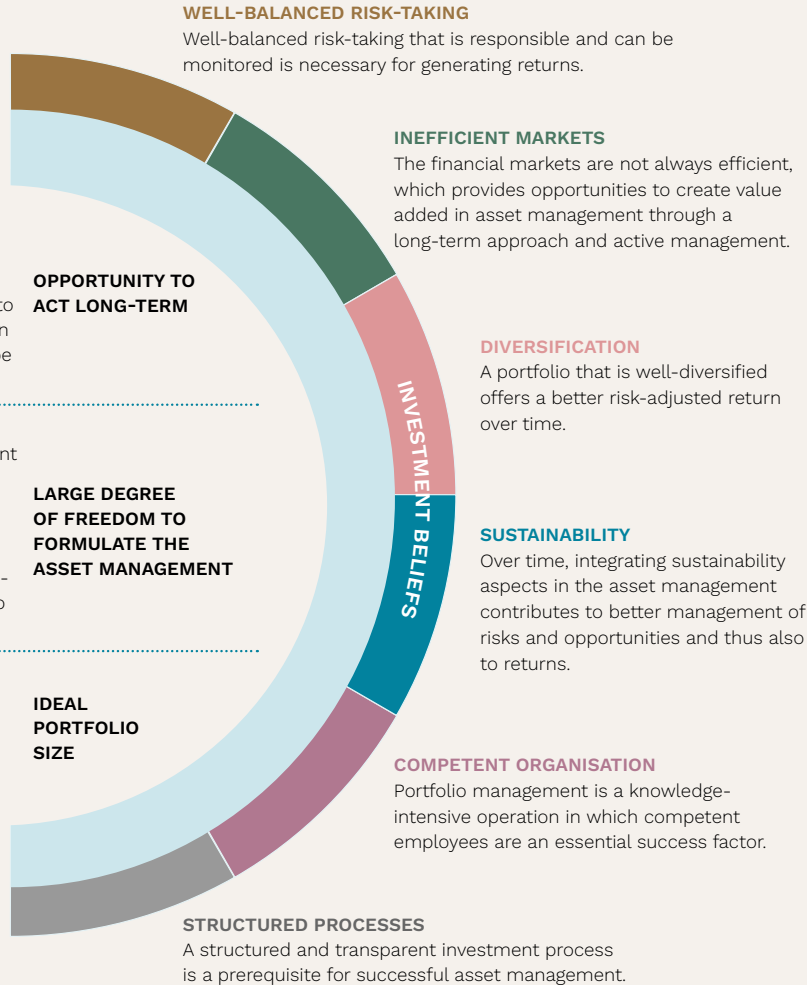 WELL-BALANCED RISK-TAKING
Well-balanced risk-taking that is responsible and can be
monitored is necessary for generating returns.
INEFFICIENT MARKETS
The financial markets are not always efficient,
which provides opportunities to create value
added in asset management through a
long-term approach and active management.
OPPORTUNITY TO
ACT LONG-TERM
to
DIVERSIFICATION
A portfolio that is well-diversified
offers a better risk-adjusted return
over time.
INVESTMENT BELIEFS
LARGE DEGREE
OF FREEDOM TO
FORMULATE THE
ASSET MANAGEMENT
SUSTAINABILITY
Over time, integrating sustainability
aspects in the asset management
contributes to better management of
risks and opportunities and thus also
to returns.
IDEAL
PORTFOLIO
SIZE
COMPETENT ORGANISATION
Portfolio management is a knowledge-
intensive operation in which competent
employees are an essential success factor.
STRUCTURED PROCESSES
A structured and transparent investment process
is a prerequisite for successful asset management.